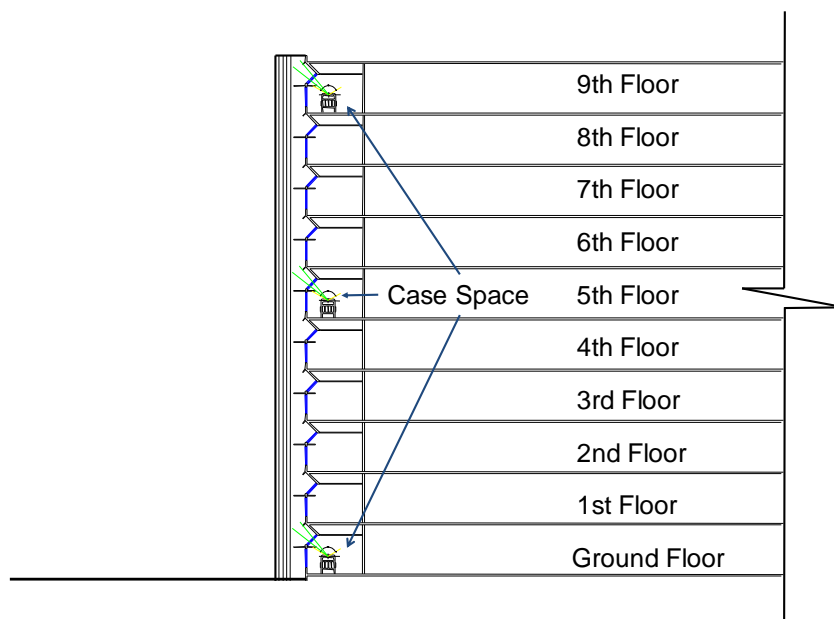 9th Floor
8th Floor
7th Floor
6th Floor
Case Space
5th Floor
4th Floor
3rd Floor
2nd Floor
1st Floor
Ground Floor